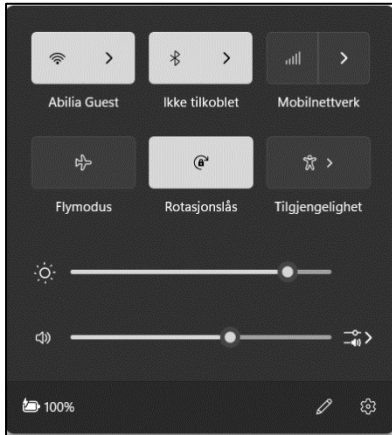 Abilia Guest
Ikke tilkoblet
Mobilnettverk
Flymodus
Rotasjonslås
Tilgjengelighet
100%